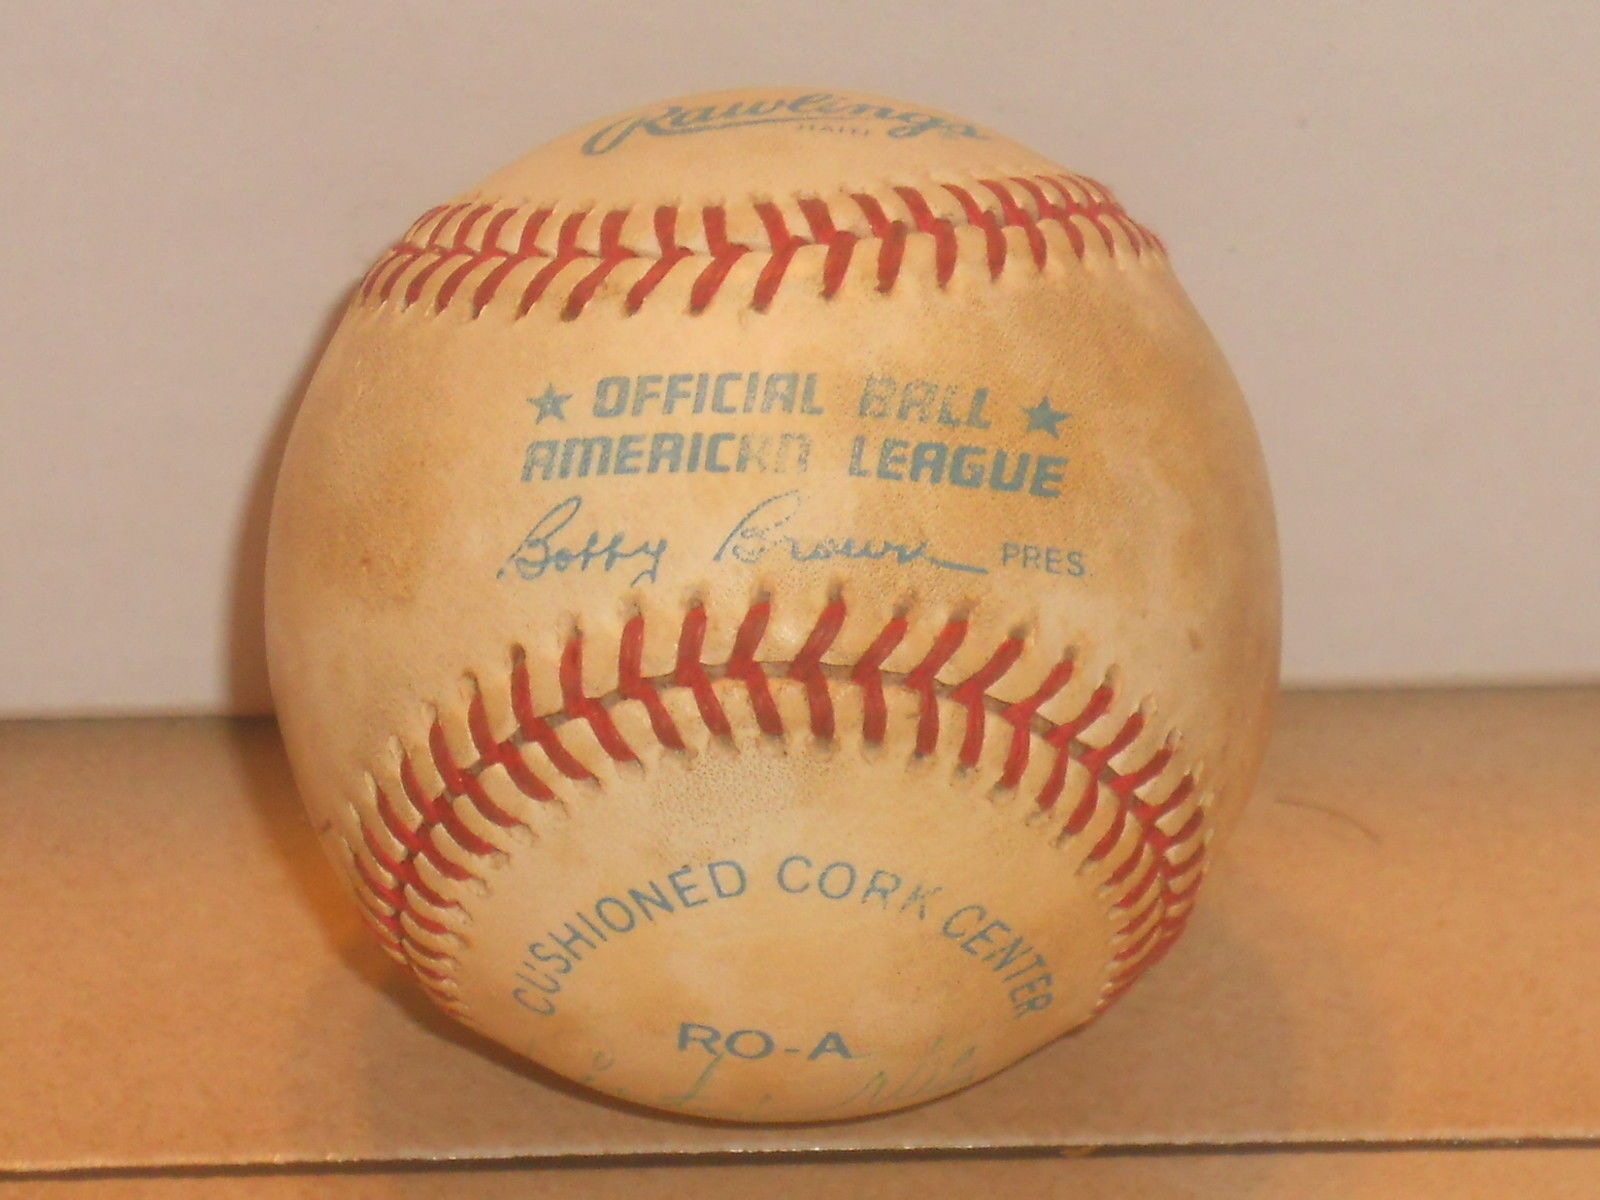 Rawlings
HAITI
★ OFFICIAL BALL ★
AMERICAN LEAGUE
Bobby Brown PRES.
CUSHIONED CORK CENTER
RO-A